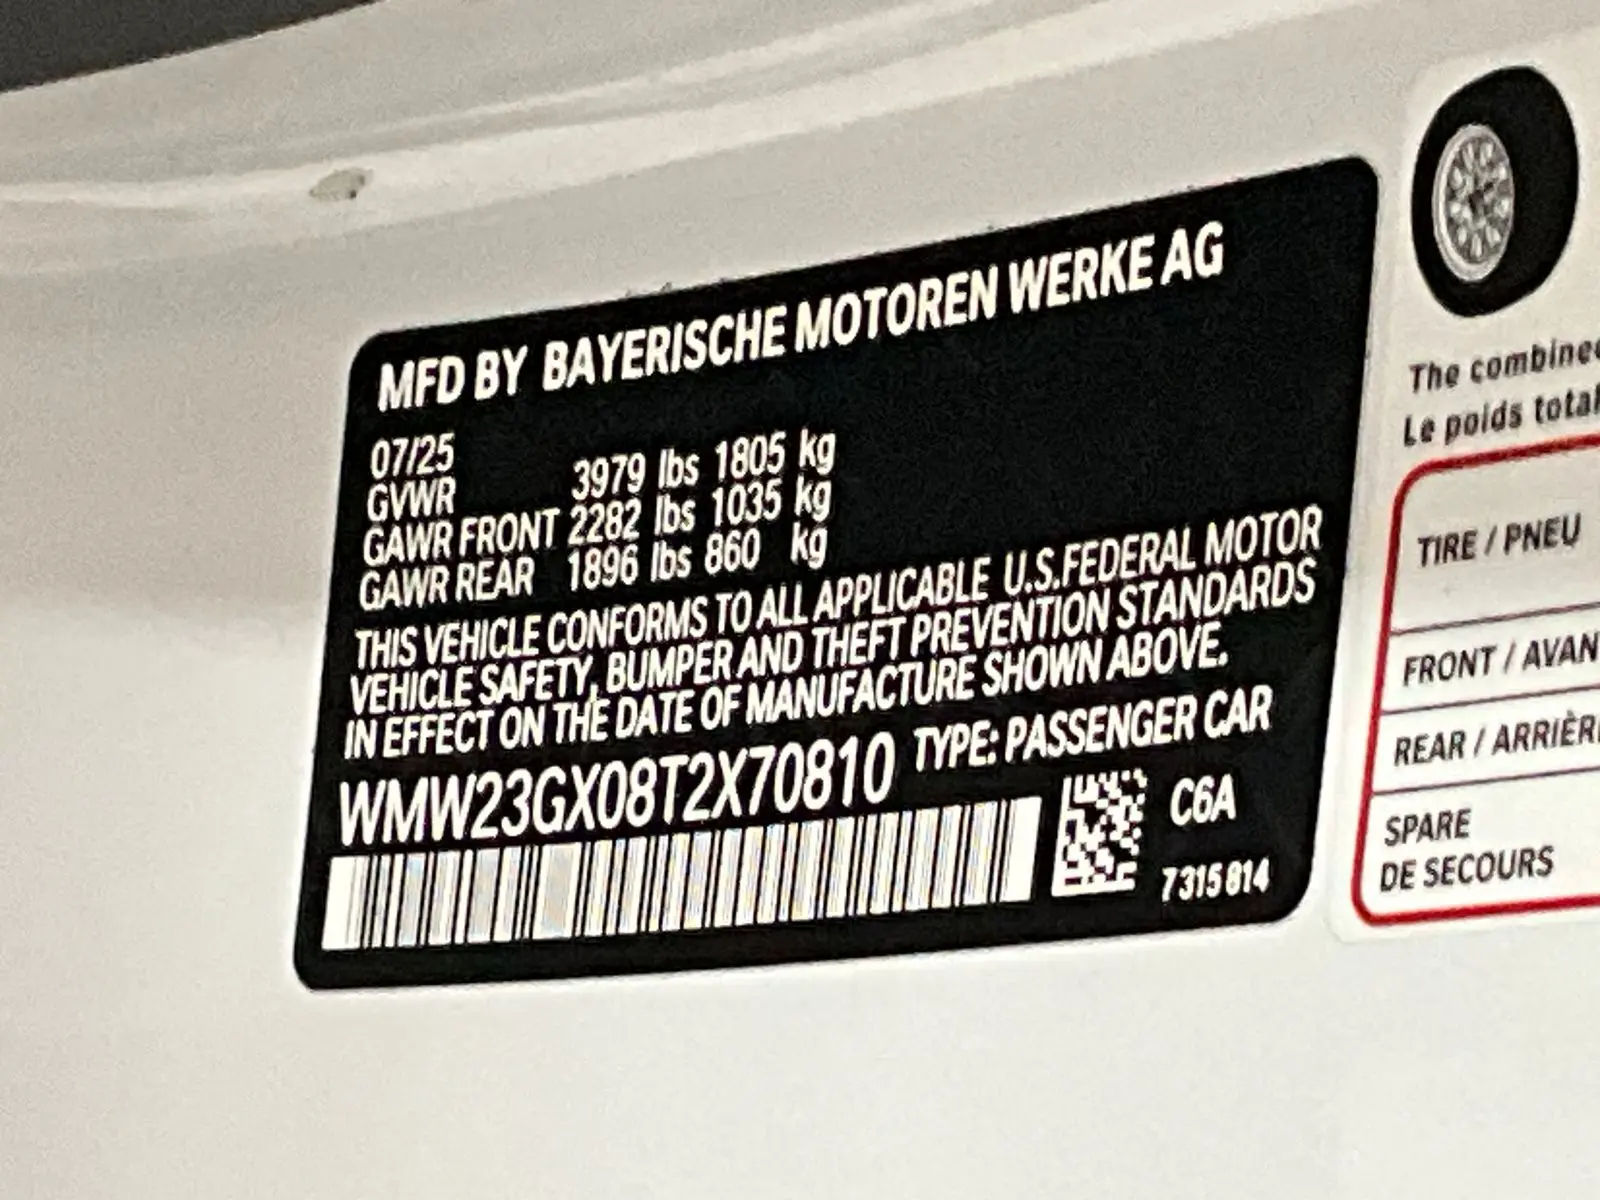 MFD BY BAYERISCHE MOTOREN WERKE AG
07/25
GVWR 3979 lbs 1805 kg
GAWR FRONT 2282 lbs 1035 kg
GAWR REAR 1896 lbs 860 kg
THIS VEHICLE CONFORMS TO ALL APPLICABLE U.S.FEDERAL MOTOR
VEHICLE SAFETY, BUMPER AND THEFT PREVENTION STANDARDS
IN EFFECT ON THE DATE OF MANUFACTURE SHOWN ABOVE.
WMW23GX08T2X70810 TYPE: PASSENGER CAR
C6A
7315814
The combined
Le poids total
TIRE / PNEU
FRONT / AVAN
REAR / ARRIÈRE
SPARE
DE SECOURS